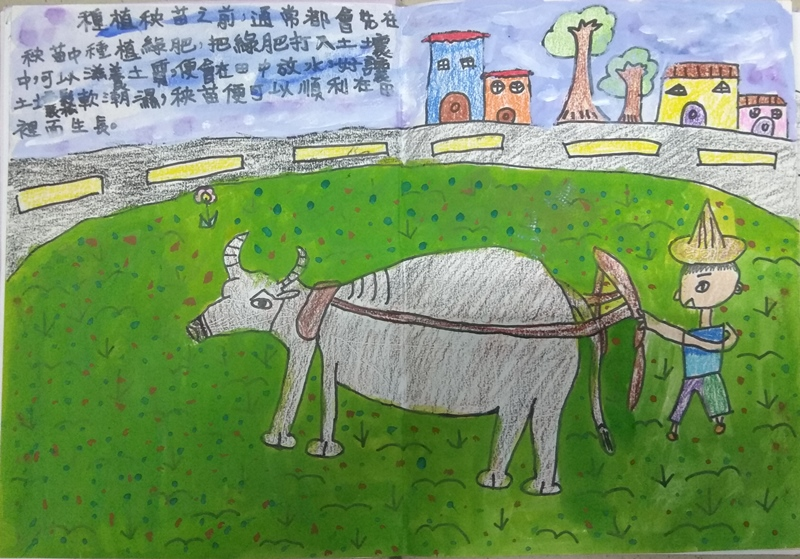 種植秧苗之前,通常都會先在
秧苗中種植綠肥,把綠肥打入土壤
中,可以滋養土質,便會在田中放水,好讓
土壤鬆軟潮濕,秧苗便可以順利在田
裡而生長。